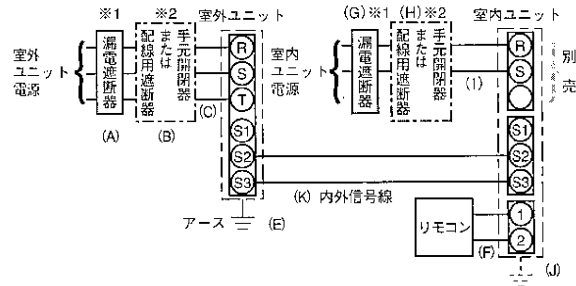 ※1
※2
室外ユニット
(G)※1
(H)※2
室内ユニット
室外
ユニット
電源
漏電遮断器
手元開閉器
または
配線用遮断器
R
S
T
S1
S2
S3
(A)
(B)
(C)
アース
(E)
室内
ユニット
電源
漏電遮断器
手元開閉器
または
配線用遮断器
(1)
R
S
別売
S1
S2
S3
(K) 内外信号線
リモコン
1
2
(F)
(J)